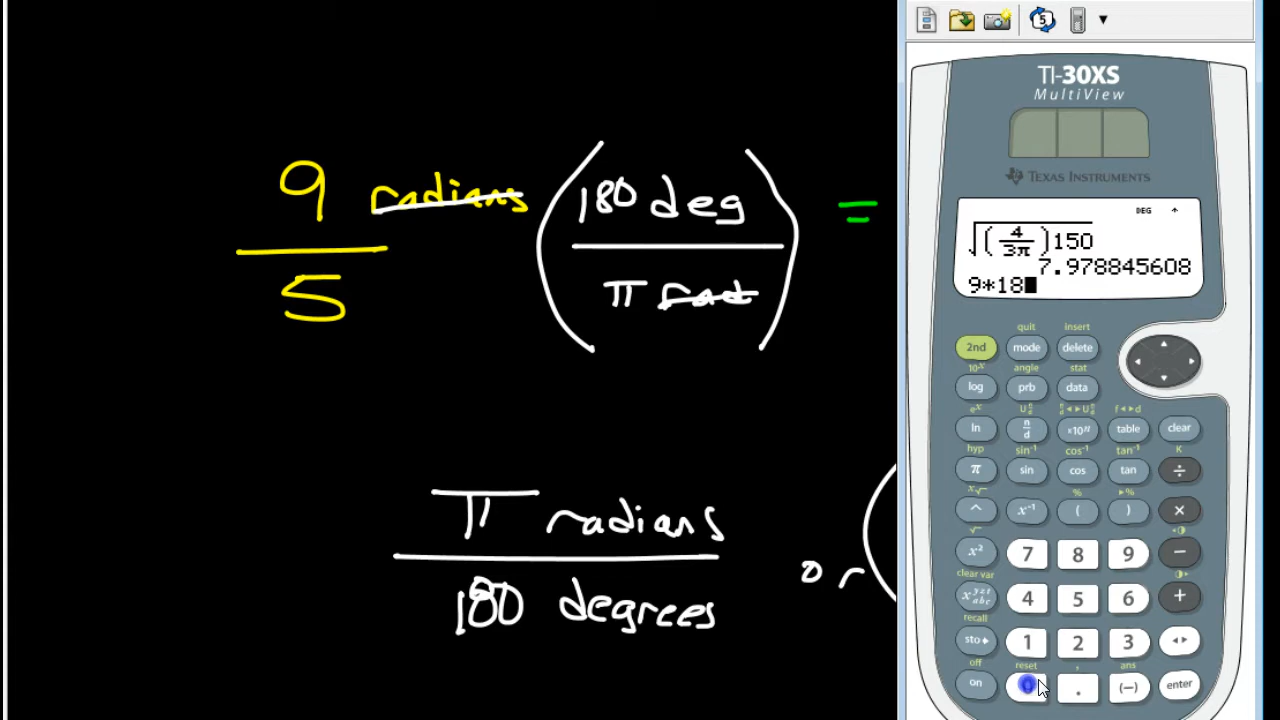 9 radians (180 deg =
5 π rad)
π radians
180 degrees or (
5
TI-30XS
MultiView
TEXAS INSTRUMENTS
DEG ↑
√(4/3π)150
7.978845608
9*18
quit insert
2nd mode delete
10ˣ angle stat
log prb data
eˣ U n/d n/d◄►U n/d f◄►d
ln n/d ×10ⁿ table clear
hyp sin⁻¹ cos⁻¹ tan⁻¹ K
π sin cos tan ÷
ˣ√ % ►%
^ x⁻¹ ( ) ×
√
x² 7 8 9 −
clear var
x y z t a b c 4 5 6 +
recall
sto► 1 2 3 ◄►
off reset , ans
on 0 . (−) enter